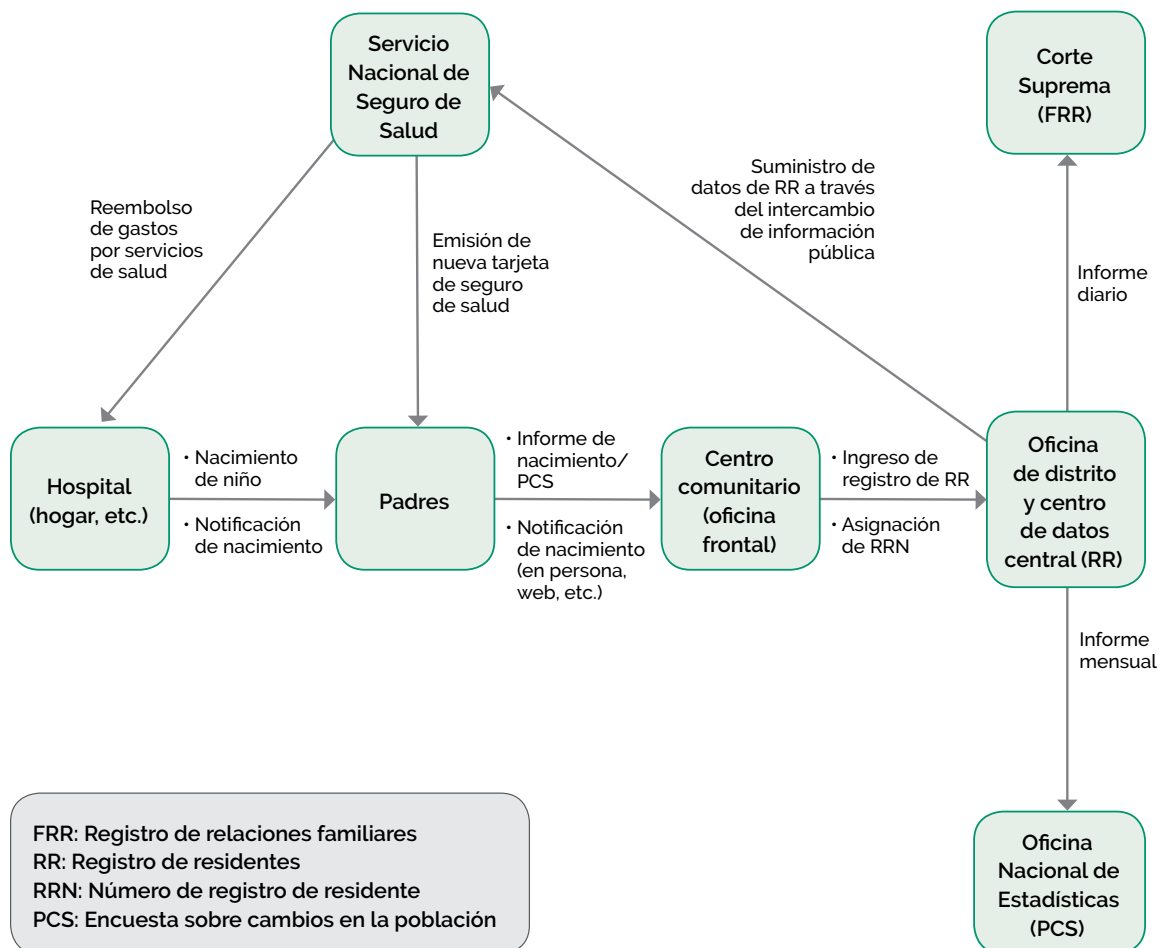 Servicio
Nacional de
Seguro de
Salud
Corte
Suprema
(FRR)
Reembolso
de gastos
por servicios
de salud
Emisión de
nueva tarjeta
de seguro
de salud
Suministro de
datos de RR a través
del intercambio
de información
pública
Informe
diario
Hospital
(hogar, etc.)
• Nacimiento
de niño
• Notificación
de nacimiento
Padres
• Informe de
nacimiento/
PCS
• Notificación
de nacimiento
(en persona,
web, etc.)
Centro
comunitario
(oficina
frontal)
• Ingreso de
registro de RR
• Asignación
de RRN
Oficina
de distrito
y centro
de datos
central (RR)
Informe
mensual
Oficina
Nacional de
Estadísticas
(PCS)
FRR: Registro de relaciones familiares
RR: Registro de residentes
RRN: Número de registro de residente
PCS: Encuesta sobre cambios en la población